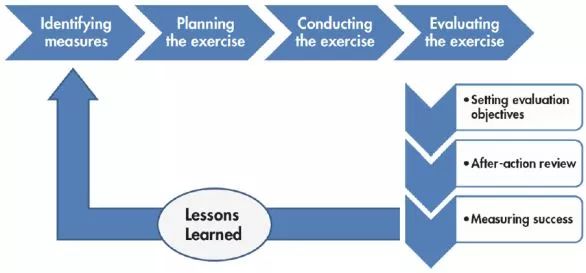 Identifying
measures
Planning
the exercise
Conducting
the exercise
Evaluating
the exercise
•Setting evaluation
objectives
•After-action review
•Measuring success
Lessons
Learned